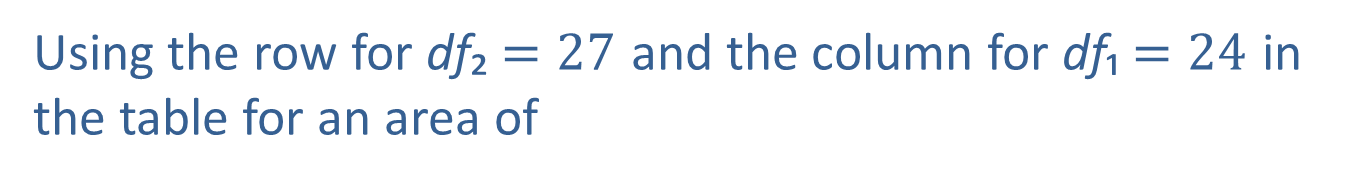 Using the row for df₂ = 27 and the column for df₁ = 24 in
the table for an area of